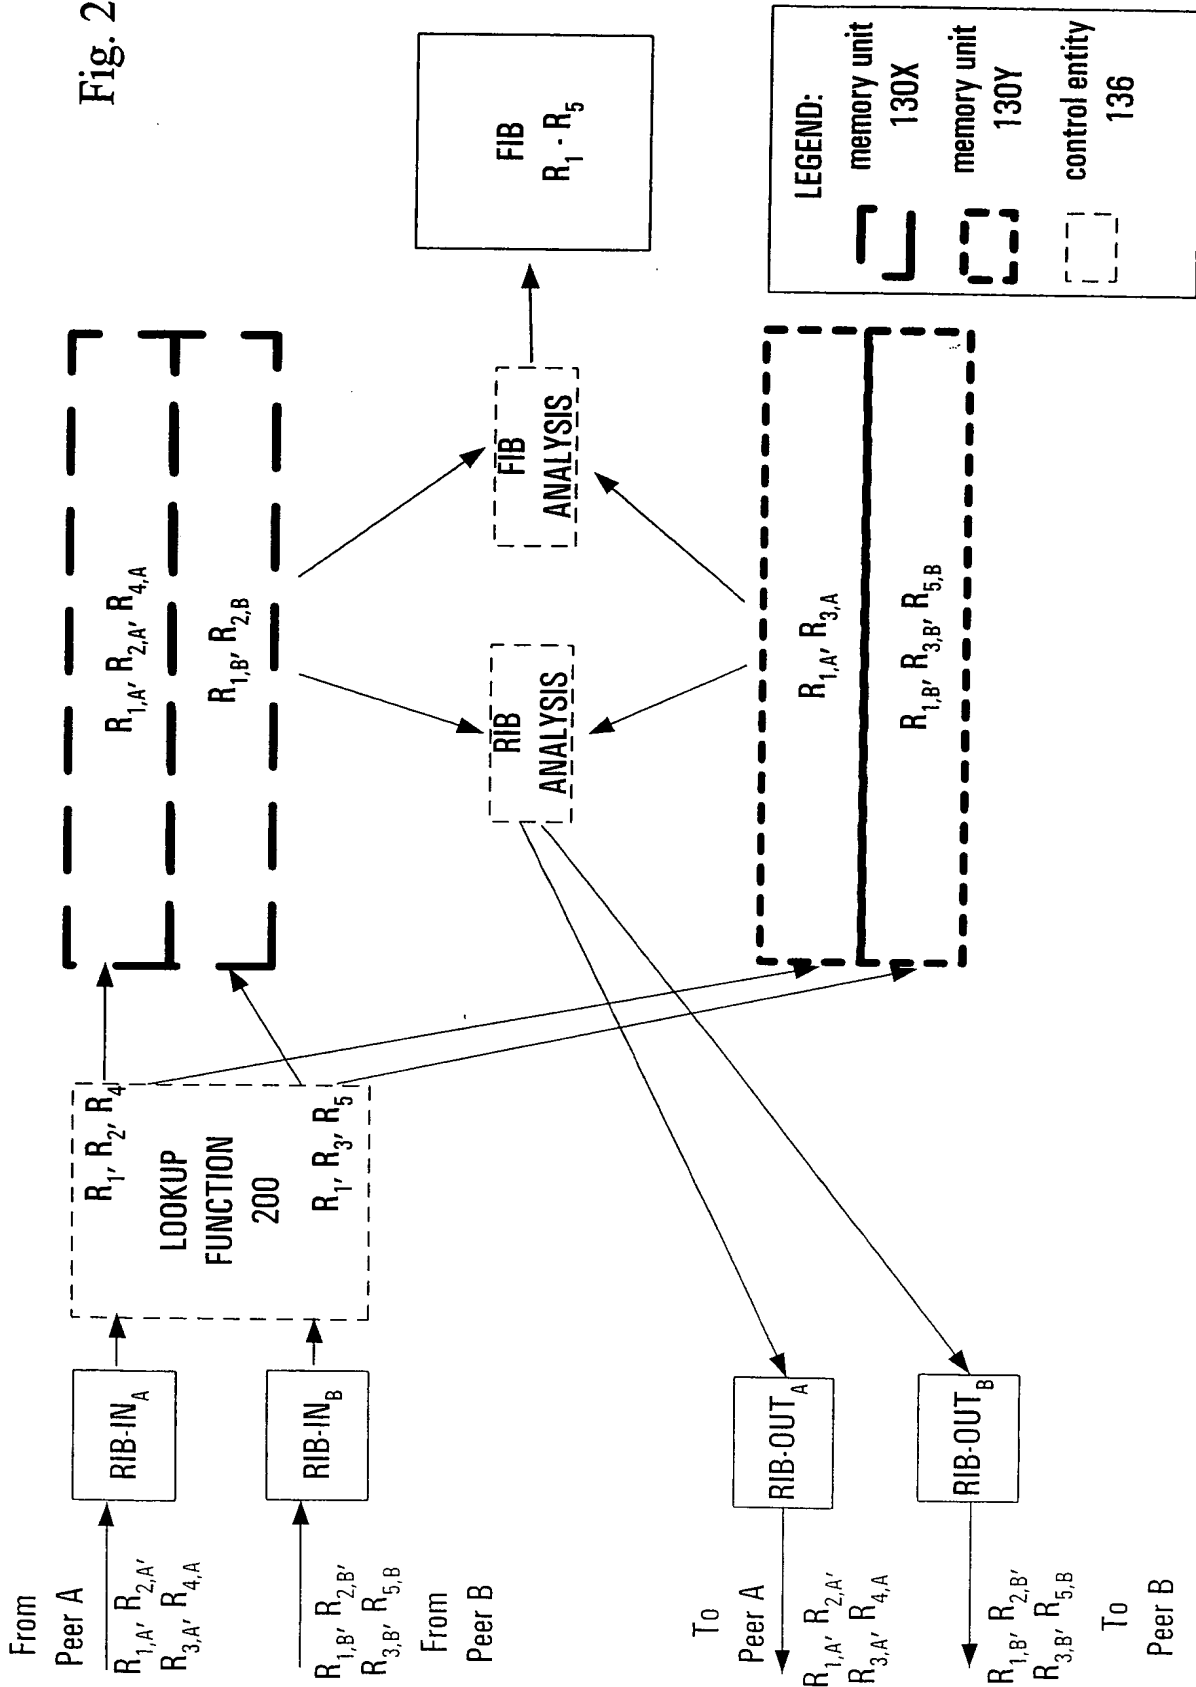 Fig. 2
From
Peer A
R1,A, R2,A,
R3,A, R4,A
RIB-INA
R1,B, R2,B,
R3,B, R5,B
From
Peer B
RIB-INB
R1, R2, R4
LOOKUP
FUNCTION
200
R1, R3, R5
R1,A, R2,A, R4,A
R1,B, R2,B
RIB
ANALYSIS
FIB
ANALYSIS
FIB
R1 - R5
R1,A, R3,A
R1,B, R3,B, R5,B
To
Peer A
R1,A, R2,A,
R3,A, R4,A
RIB-OUTA
R1,B, R2,B,
R3,B, R5,B
To
Peer B
RIB-OUTB
LEGEND:
memory unit
130X
memory unit
130Y
control entity
136